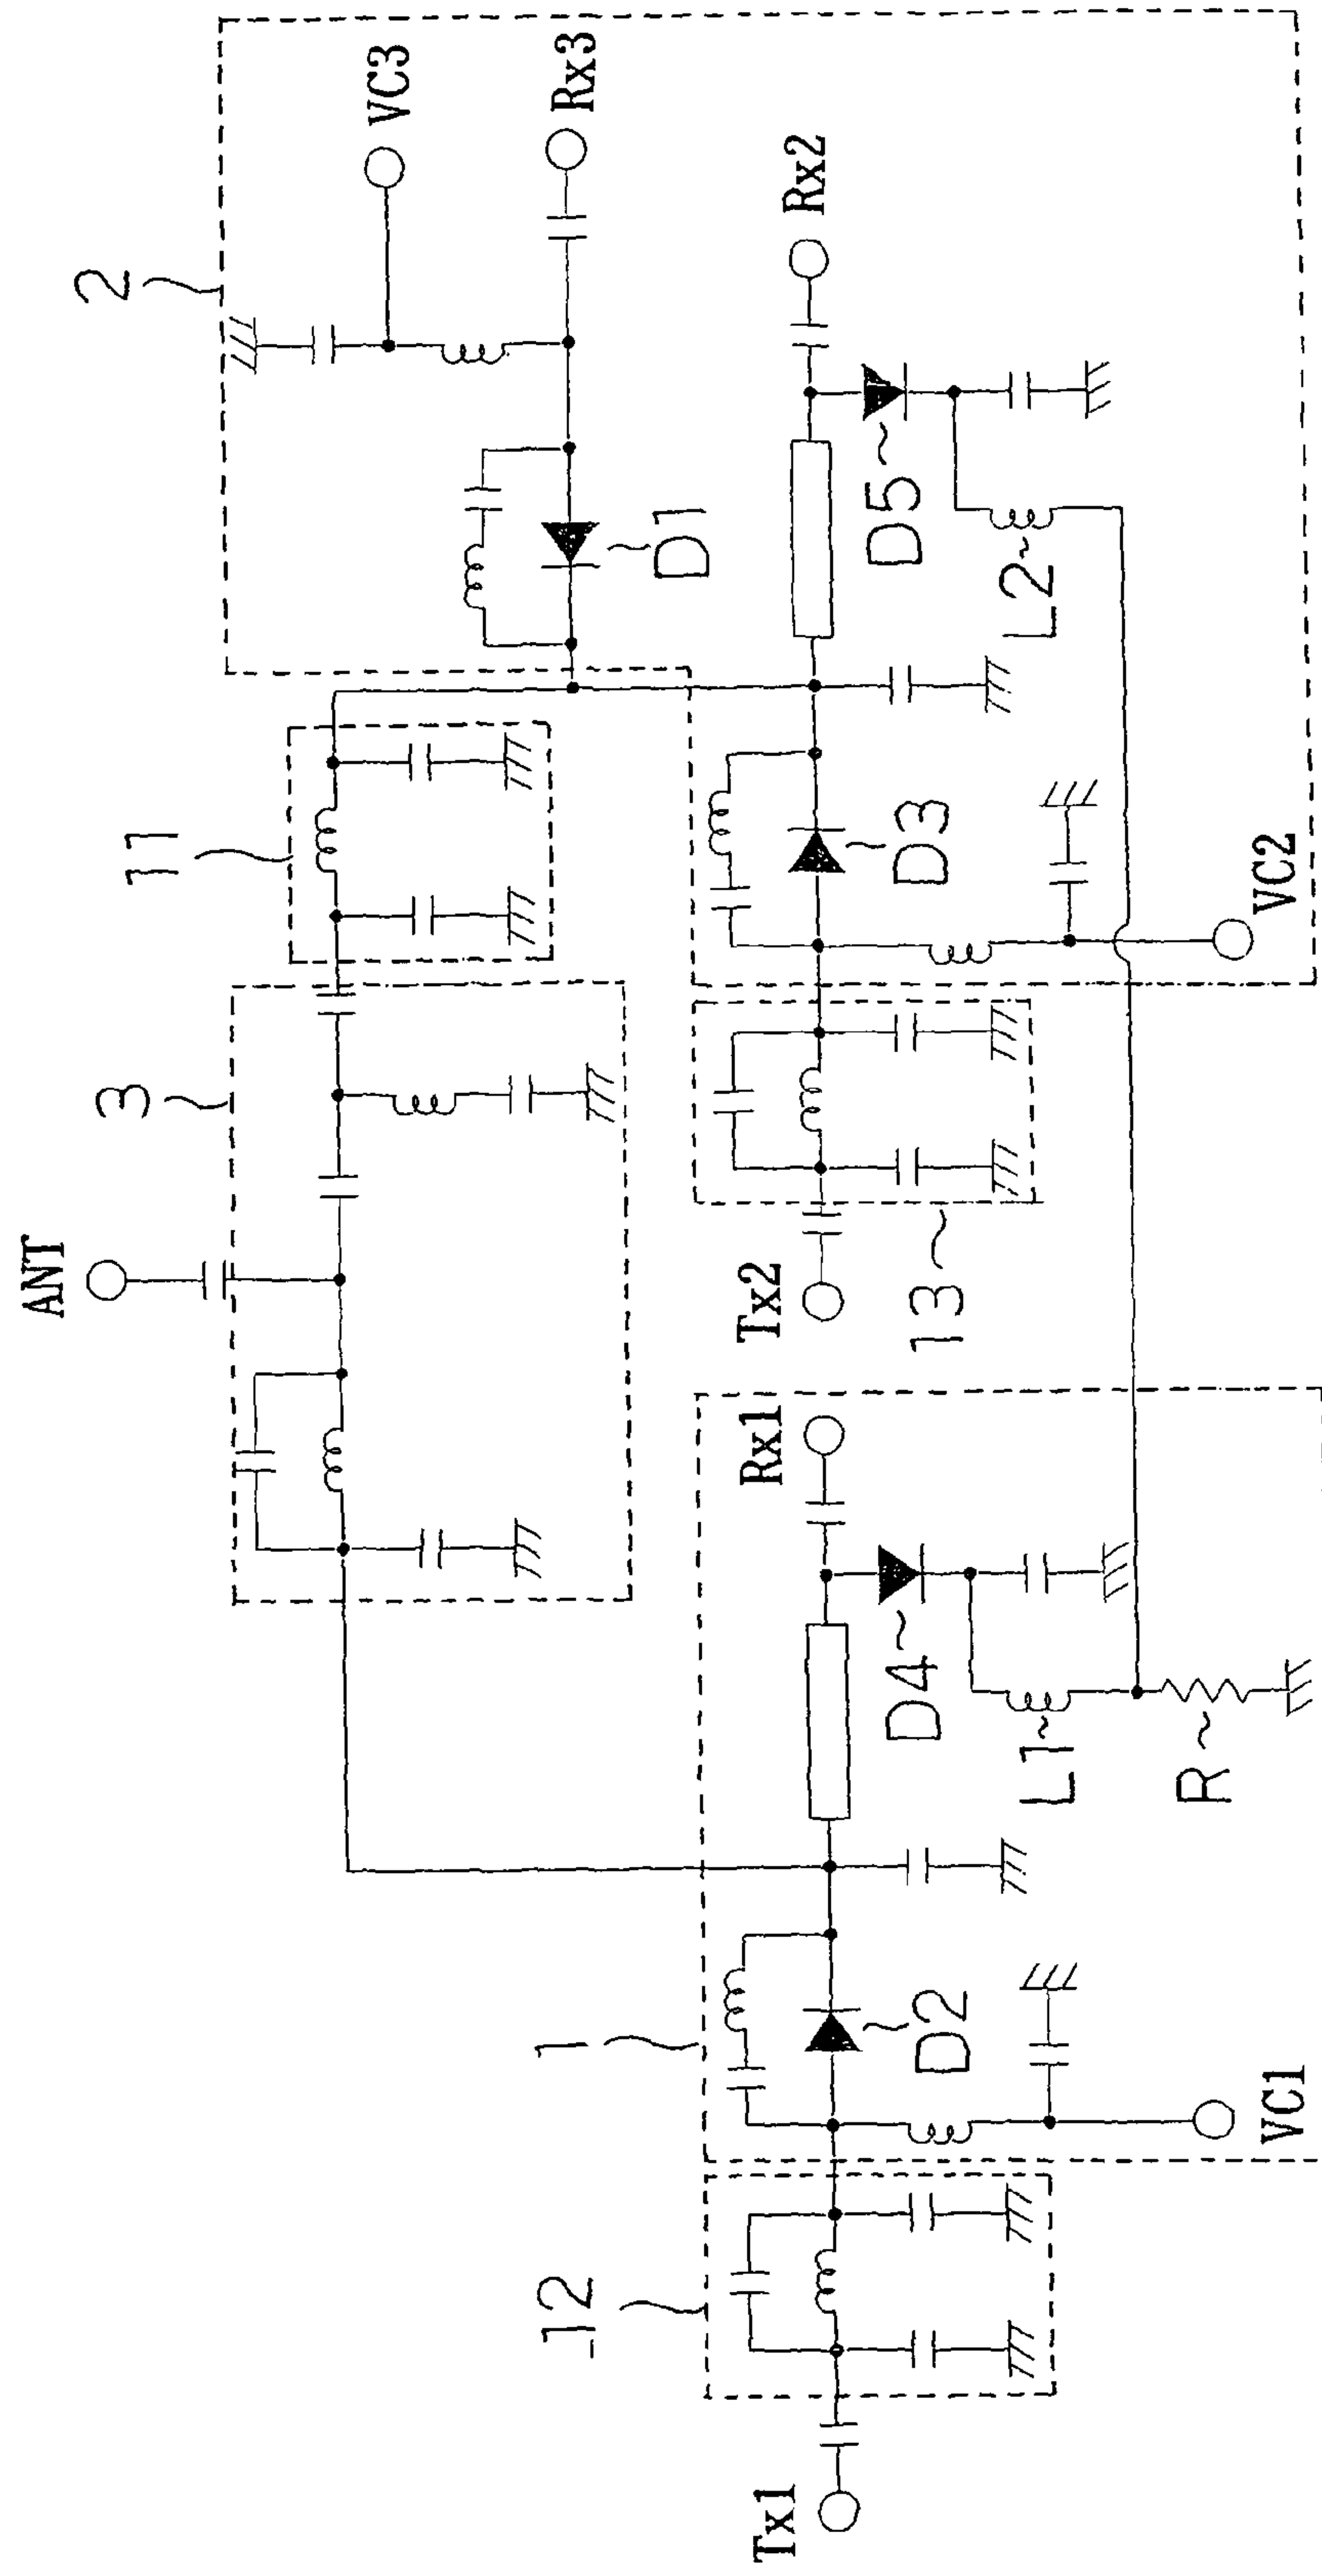 ANT
3
11
2
VC3
Rx3
D1
Rx2
D5
L2
D3
VC2
Tx2
13
Rx1
D4
L1
R
1
D2
VC1
12
Tx1